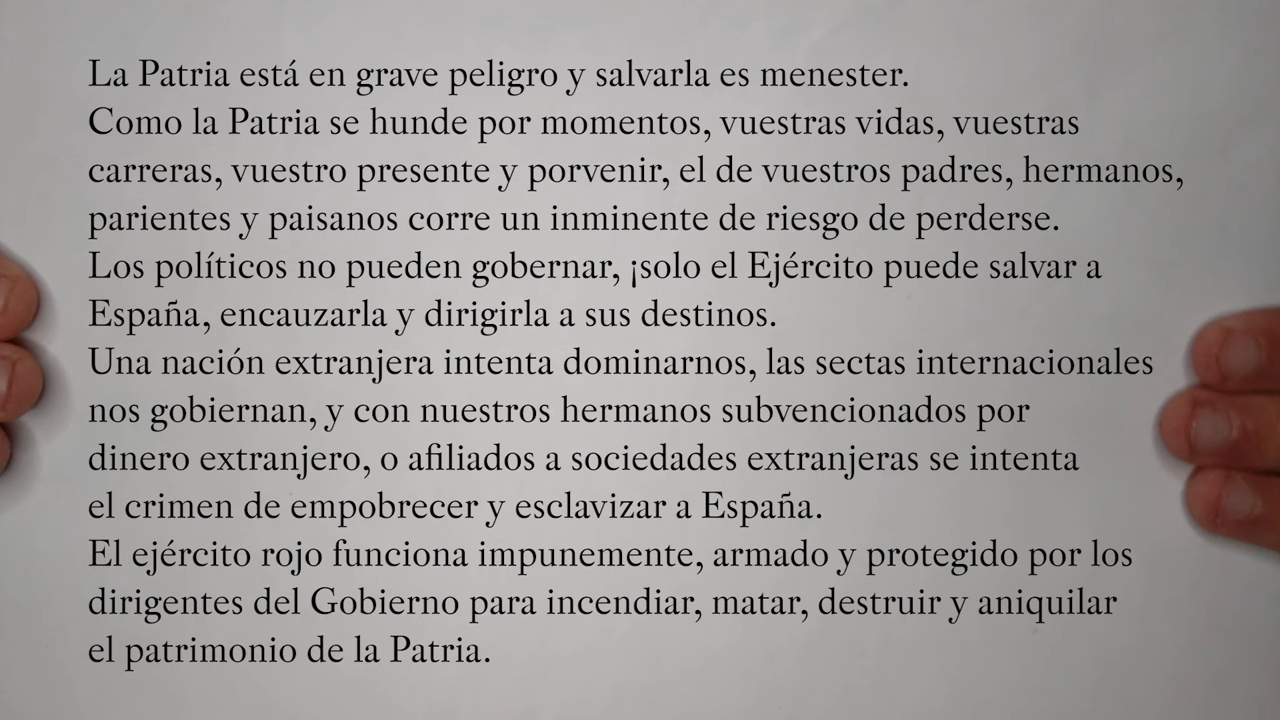 La Patria está en grave peligro y salvarla es menester.
Como la Patria se hunde por momentos, vuestras vidas, vuestras
carreras, vuestro presente y porvenir, el de vuestros padres, hermanos,
parientes y paisanos corre un inminente de riesgo de perderse.
Los políticos no pueden gobernar, ¡solo el Ejército puede salvar a
España, encauzarla y dirigirla a sus destinos.
Una nación extranjera intenta dominarnos, las sectas internacionales
nos gobiernan, y con nuestros hermanos subvencionados por
dinero extranjero, o afiliados a sociedades extranjeras se intenta
el crimen de empobrecer y esclavizar a España.
El ejército rojo funciona impunemente, armado y protegido por los
dirigentes del Gobierno para incendiar, matar, destruir y aniquilar
el patrimonio de la Patria.